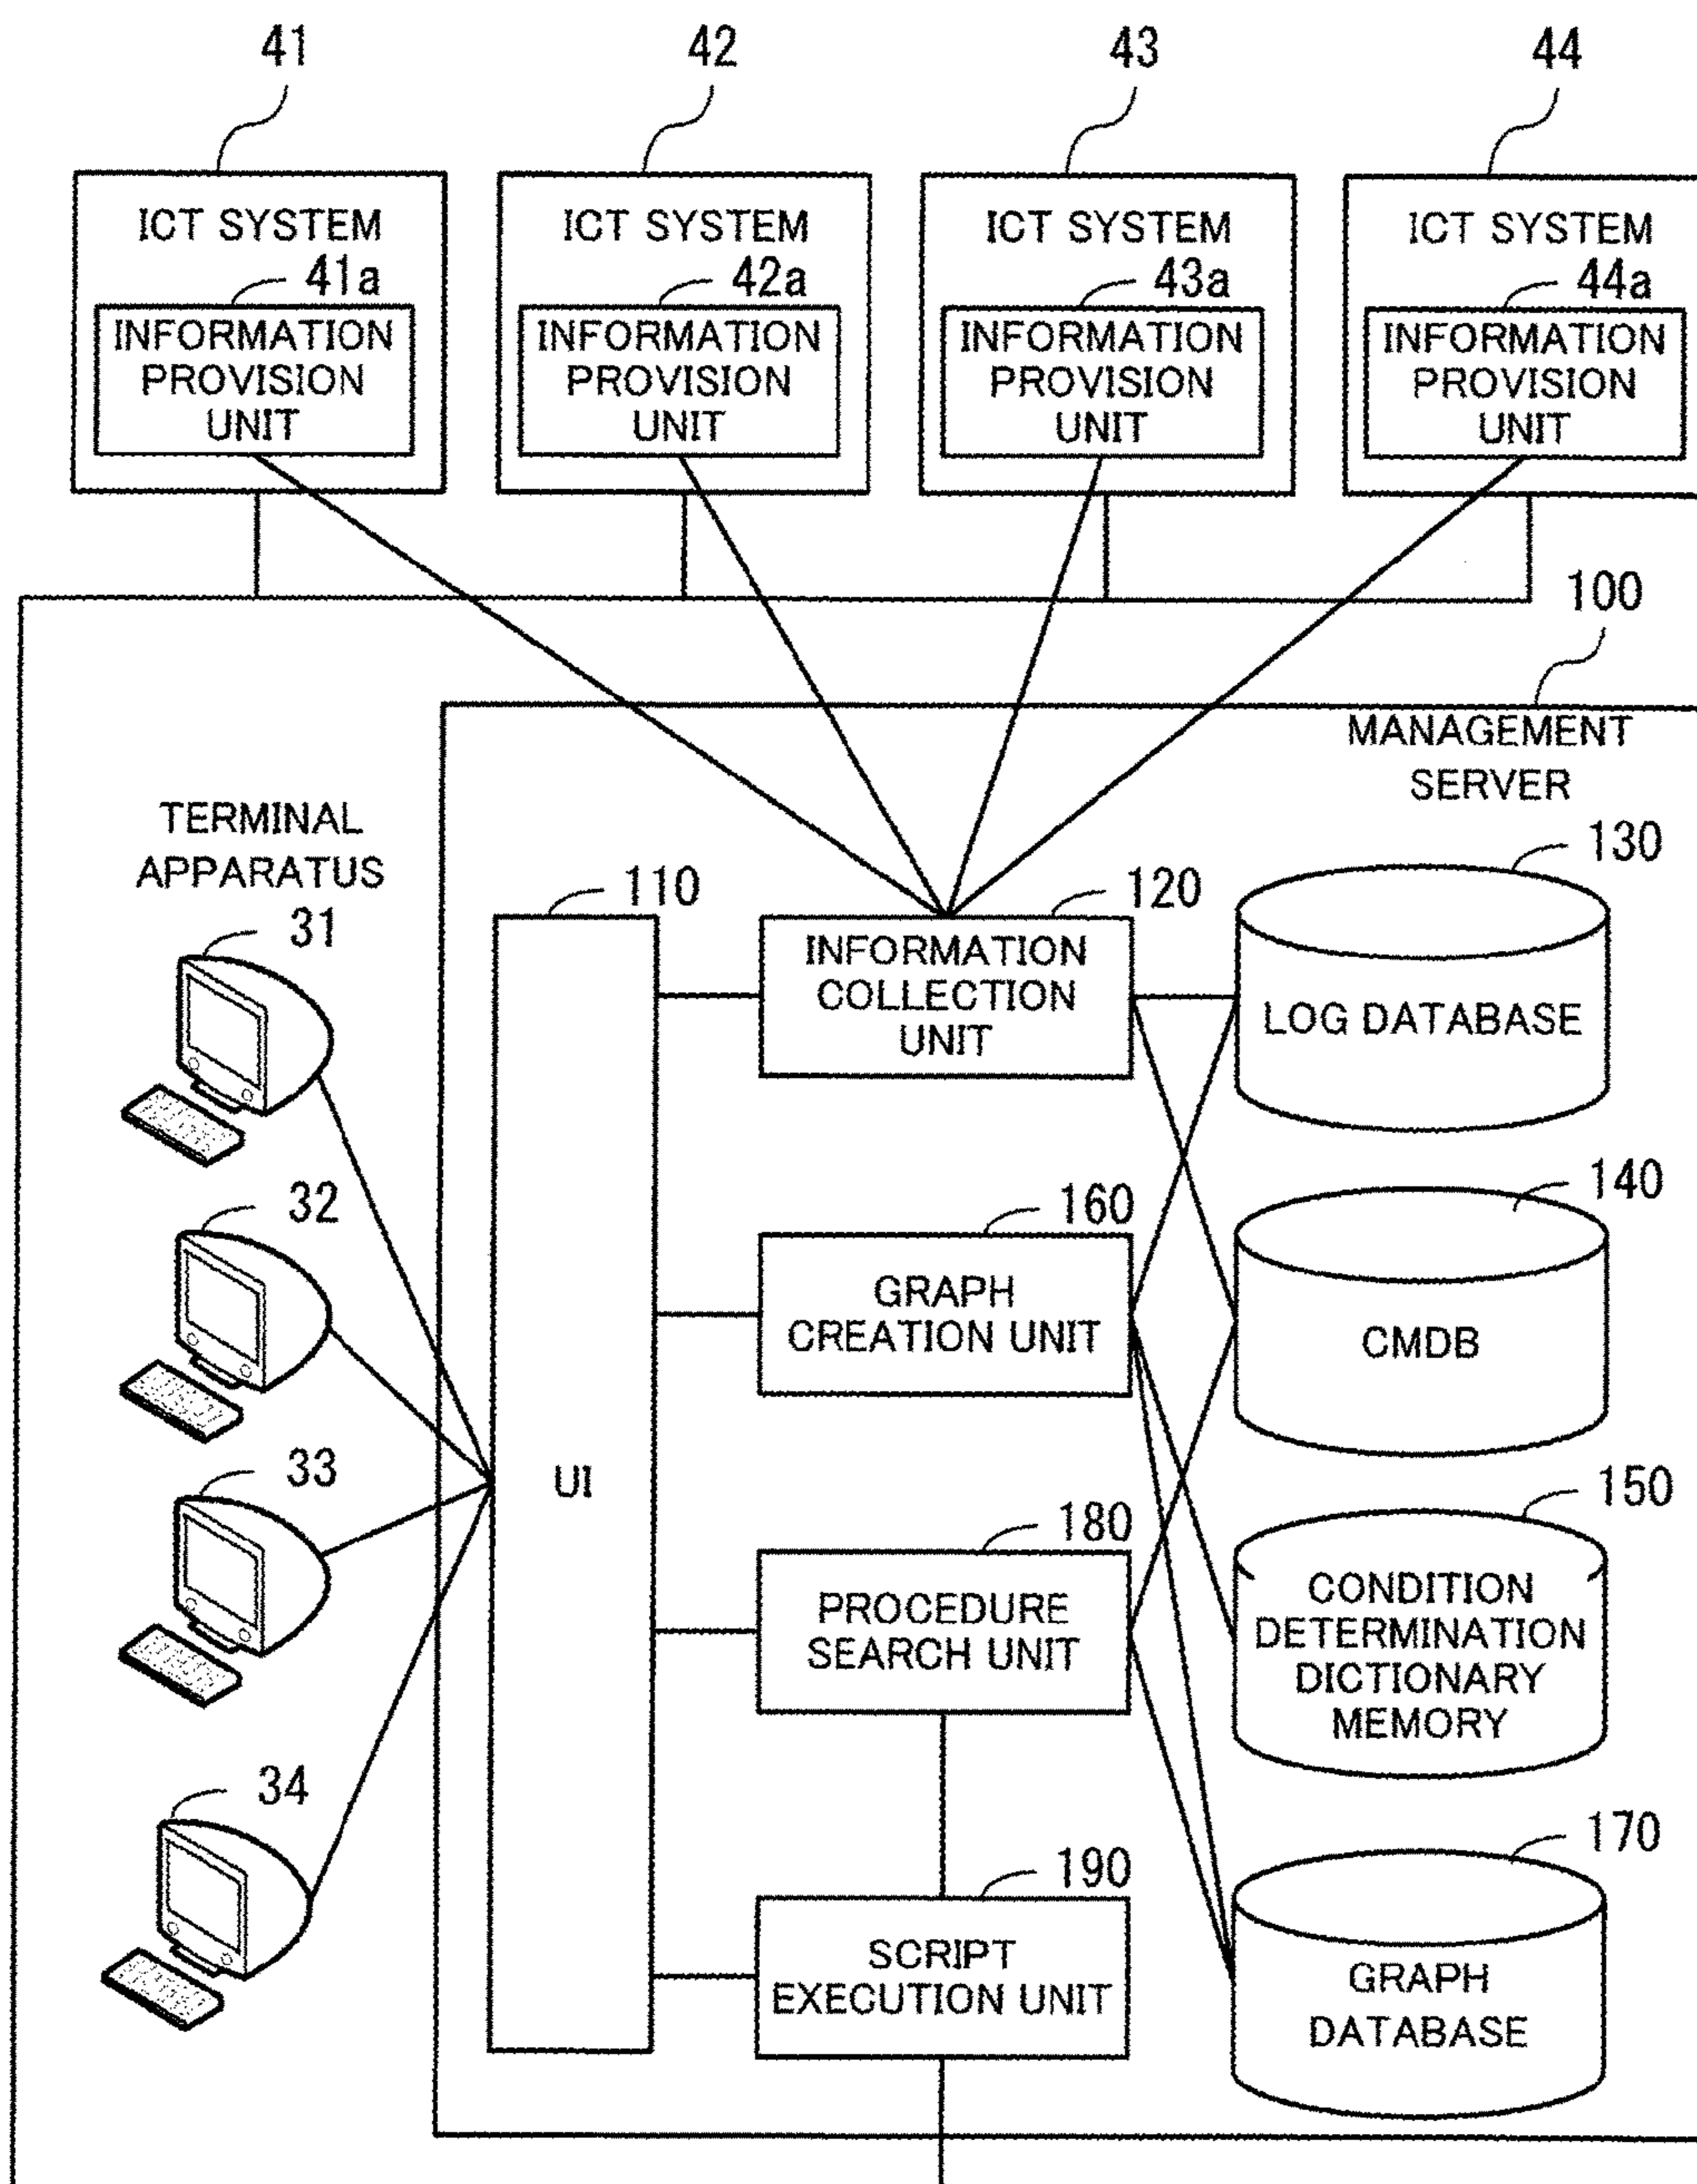 41
42
43
44
ICT SYSTEM
41a
INFORMATION
PROVISION
UNIT
ICT SYSTEM
42a
INFORMATION
PROVISION
UNIT
ICT SYSTEM
43a
INFORMATION
PROVISION
UNIT
ICT SYSTEM
44a
INFORMATION
PROVISION
UNIT
100
MANAGEMENT
SERVER
TERMINAL
APPARATUS
31
32
33
34
110
UI
120
INFORMATION
COLLECTION
UNIT
160
GRAPH
CREATION UNIT
180
PROCEDURE
SEARCH UNIT
190
SCRIPT
EXECUTION UNIT
130
LOG DATABASE
140
CMDB
150
CONDITION
DETERMINATION
DICTIONARY
MEMORY
170
GRAPH
DATABASE